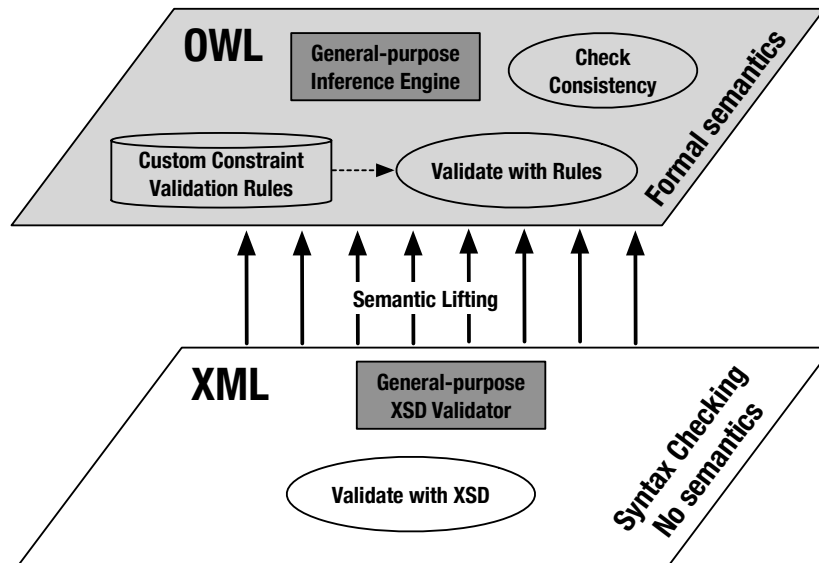 OWL
General-purpose
Inference Engine
Check
Consistency
Custom Constraint
Validation Rules
Validate with Rules
Formal semantics
Semantic Lifting
XML
General-purpose
XSD Validator
Validate with XSD
Syntax Checking
No semantics